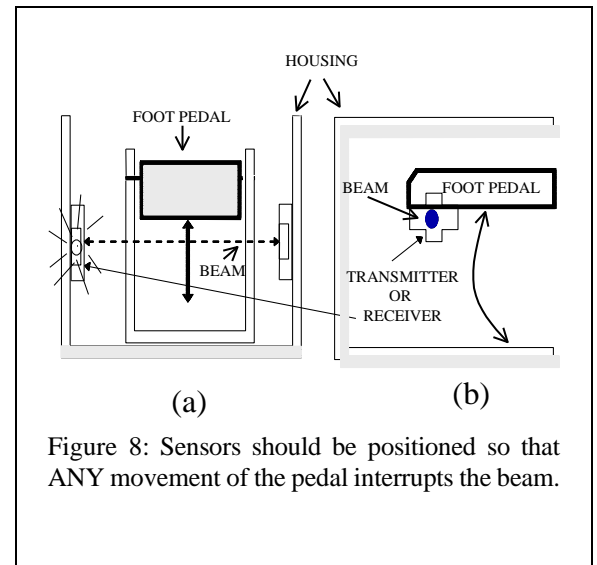 HOUSING
FOOT PEDAL
BEAM
(a)
BEAM
FOOT PEDAL
TRANSMITTER
OR
RECEIVER
(b)
Figure 8: Sensors should be positioned so that
ANY movement of the pedal interrupts the beam.